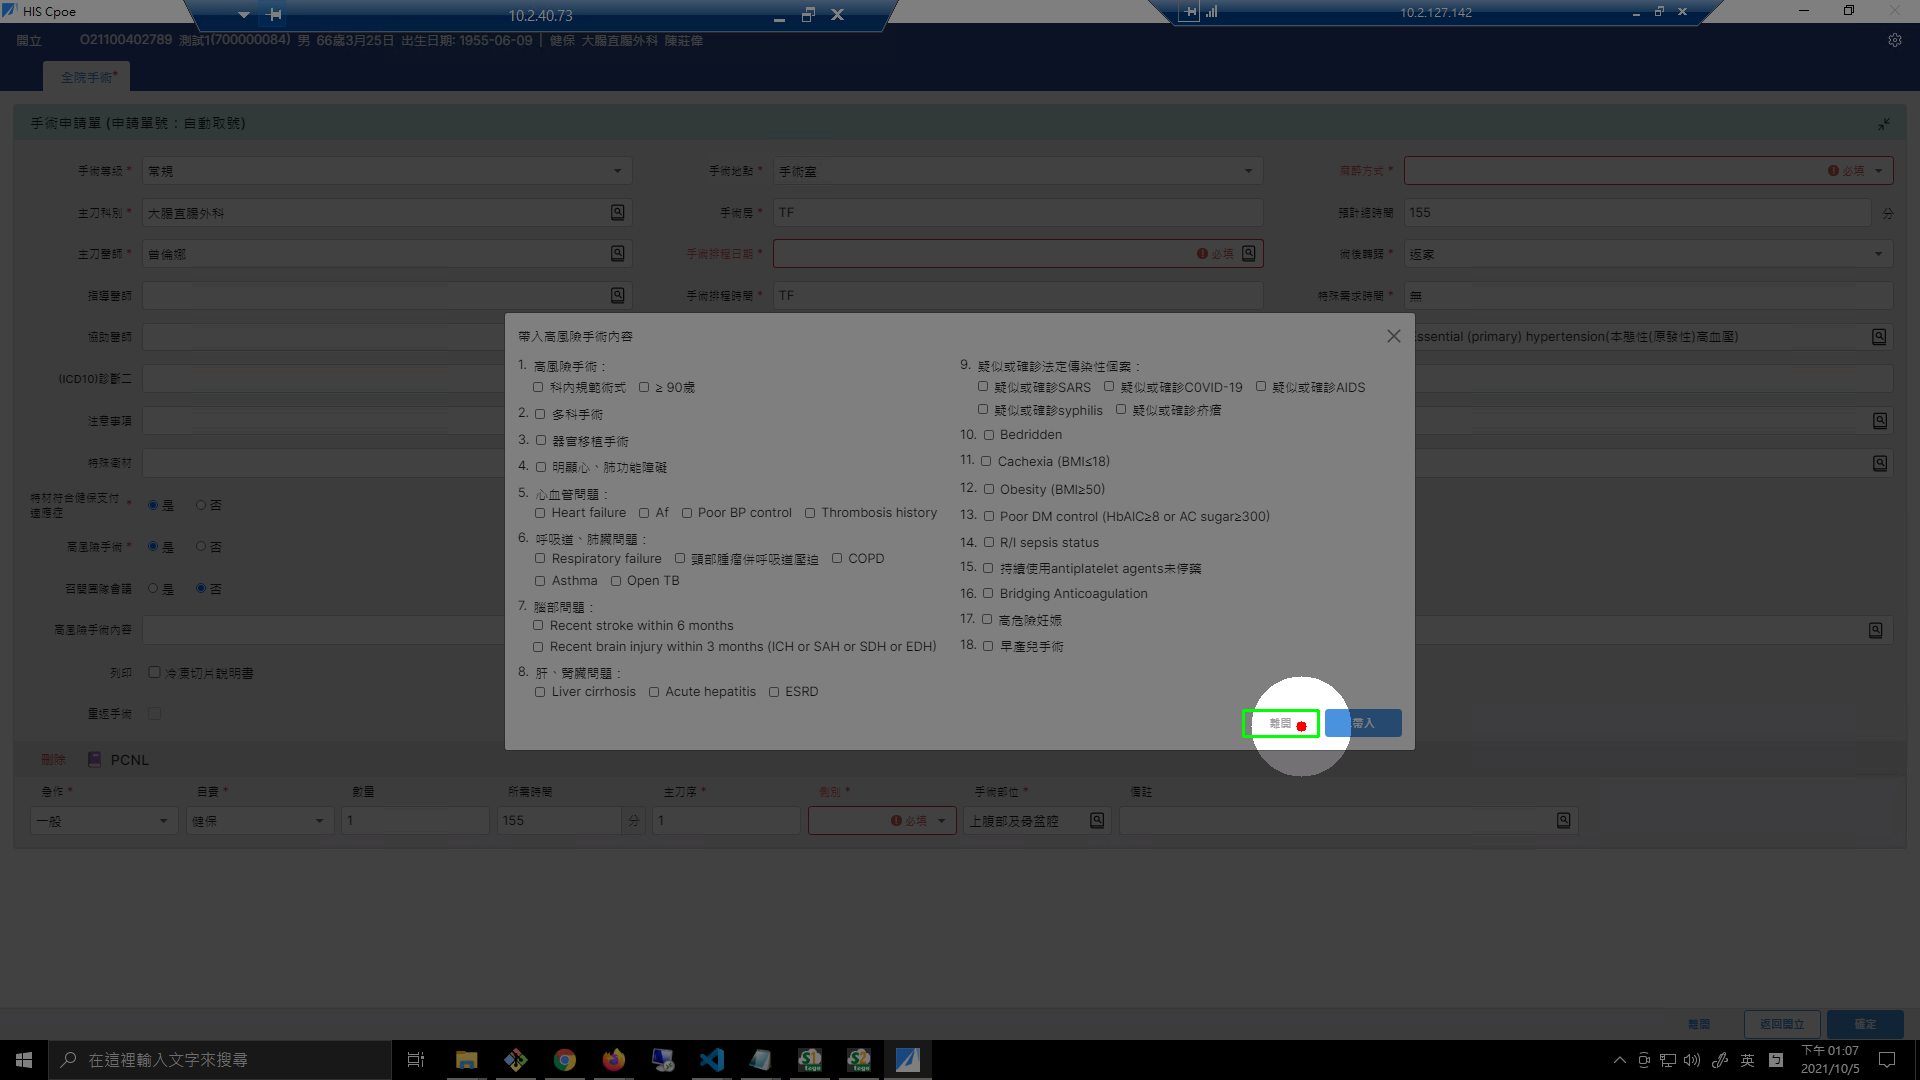 HIS Cpoe
10.2.40.73
10.2.127.142
開立 O21100402789 測試1(700000084) 男 66歲3月25日 出生日期: 1955-06-09 | 健保 大腸直腸外科 陳莊偉
全院手術*
手術申請單 (申請單號：自動取號)
手術等級* 常規 手術地點* 手術室 麻醉方式* 必填
主刀科別* 大腸直腸外科 手術房* TF 預計總時間 155 分
主刀醫師* 曾倫娜 手術排程日期* 必填 術後歸歸* 返家
指導醫師 手術排程時間* TF 特殊需求時間* 無
協助醫師 ssential (primary) hypertension(本態性(原發性)高血壓)
(ICD10)診斷二
注意事項
特殊衛材
特材符合健保支付適應症* 是 否
高風險手術* 是 否
召開團隊會議 是 否
高風險手術內容
列印 冷凍切片說明書
重返手術
帶入高風險手術內容
1. 高風險手術：
科內規範術式 ≥ 90歲
2. 多科手術
3. 器官移植手術
4. 明顯心、肺功能障礙
5. 心血管問題：
Heart failure Af Poor BP control Thrombosis history
6. 呼吸道、肺臟問題：
Respiratory failure 頸部腫瘤併呼吸道壓迫 COPD
Asthma Open TB
7. 腦部問題：
Recent stroke within 6 months
Recent brain injury within 3 months (ICH or SAH or SDH or EDH)
8. 肝、腎臟問題：
Liver cirrhosis Acute hepatitis ESRD
9. 疑似或確診法定傳染性個案：
疑似或確診SARS 疑似或確診COVID-19 疑似或確診AIDS
疑似或確診syphilis 疑似或確診疥瘡
10. Bedridden
11. Cachexia (BMI≤18)
12. Obesity (BMI≥50)
13. Poor DM control (HbAIC≥8 or AC sugar≥300)
14. R/I sepsis status
15. 持續使用antiplatelet agents未停藥
16. Bridging Anticoagulation
17. 高危險妊娠
18. 早產兒手術
離開 帶入
刪除 PCNL
急作* 自費* 數量 所需時間 主刀序* 側別* 手術部位* 備註
一般 健保 1 155 分 1 必填 上腹部及骨盆腔
離開 返回開立 確定
在這裡輸入文字來搜尋
英
下午 01:07
2021/10/5